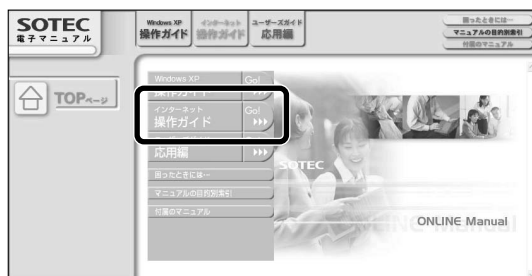 SOTEC
電子マニュアル
Windows XP
操作ガイド
インターネット
操作ガイド
ユーザーズガイド
応用編
困ったときには…
マニュアルの目的別索引
付属のマニュアル
TOPページ
Windows XP
Go!
操作ガイド
インターネット
Go!
操作ガイド
応用編
困ったときには…
マニュアルの目的別索引
付属のマニュアル
SOTEC
ONLINE Manual